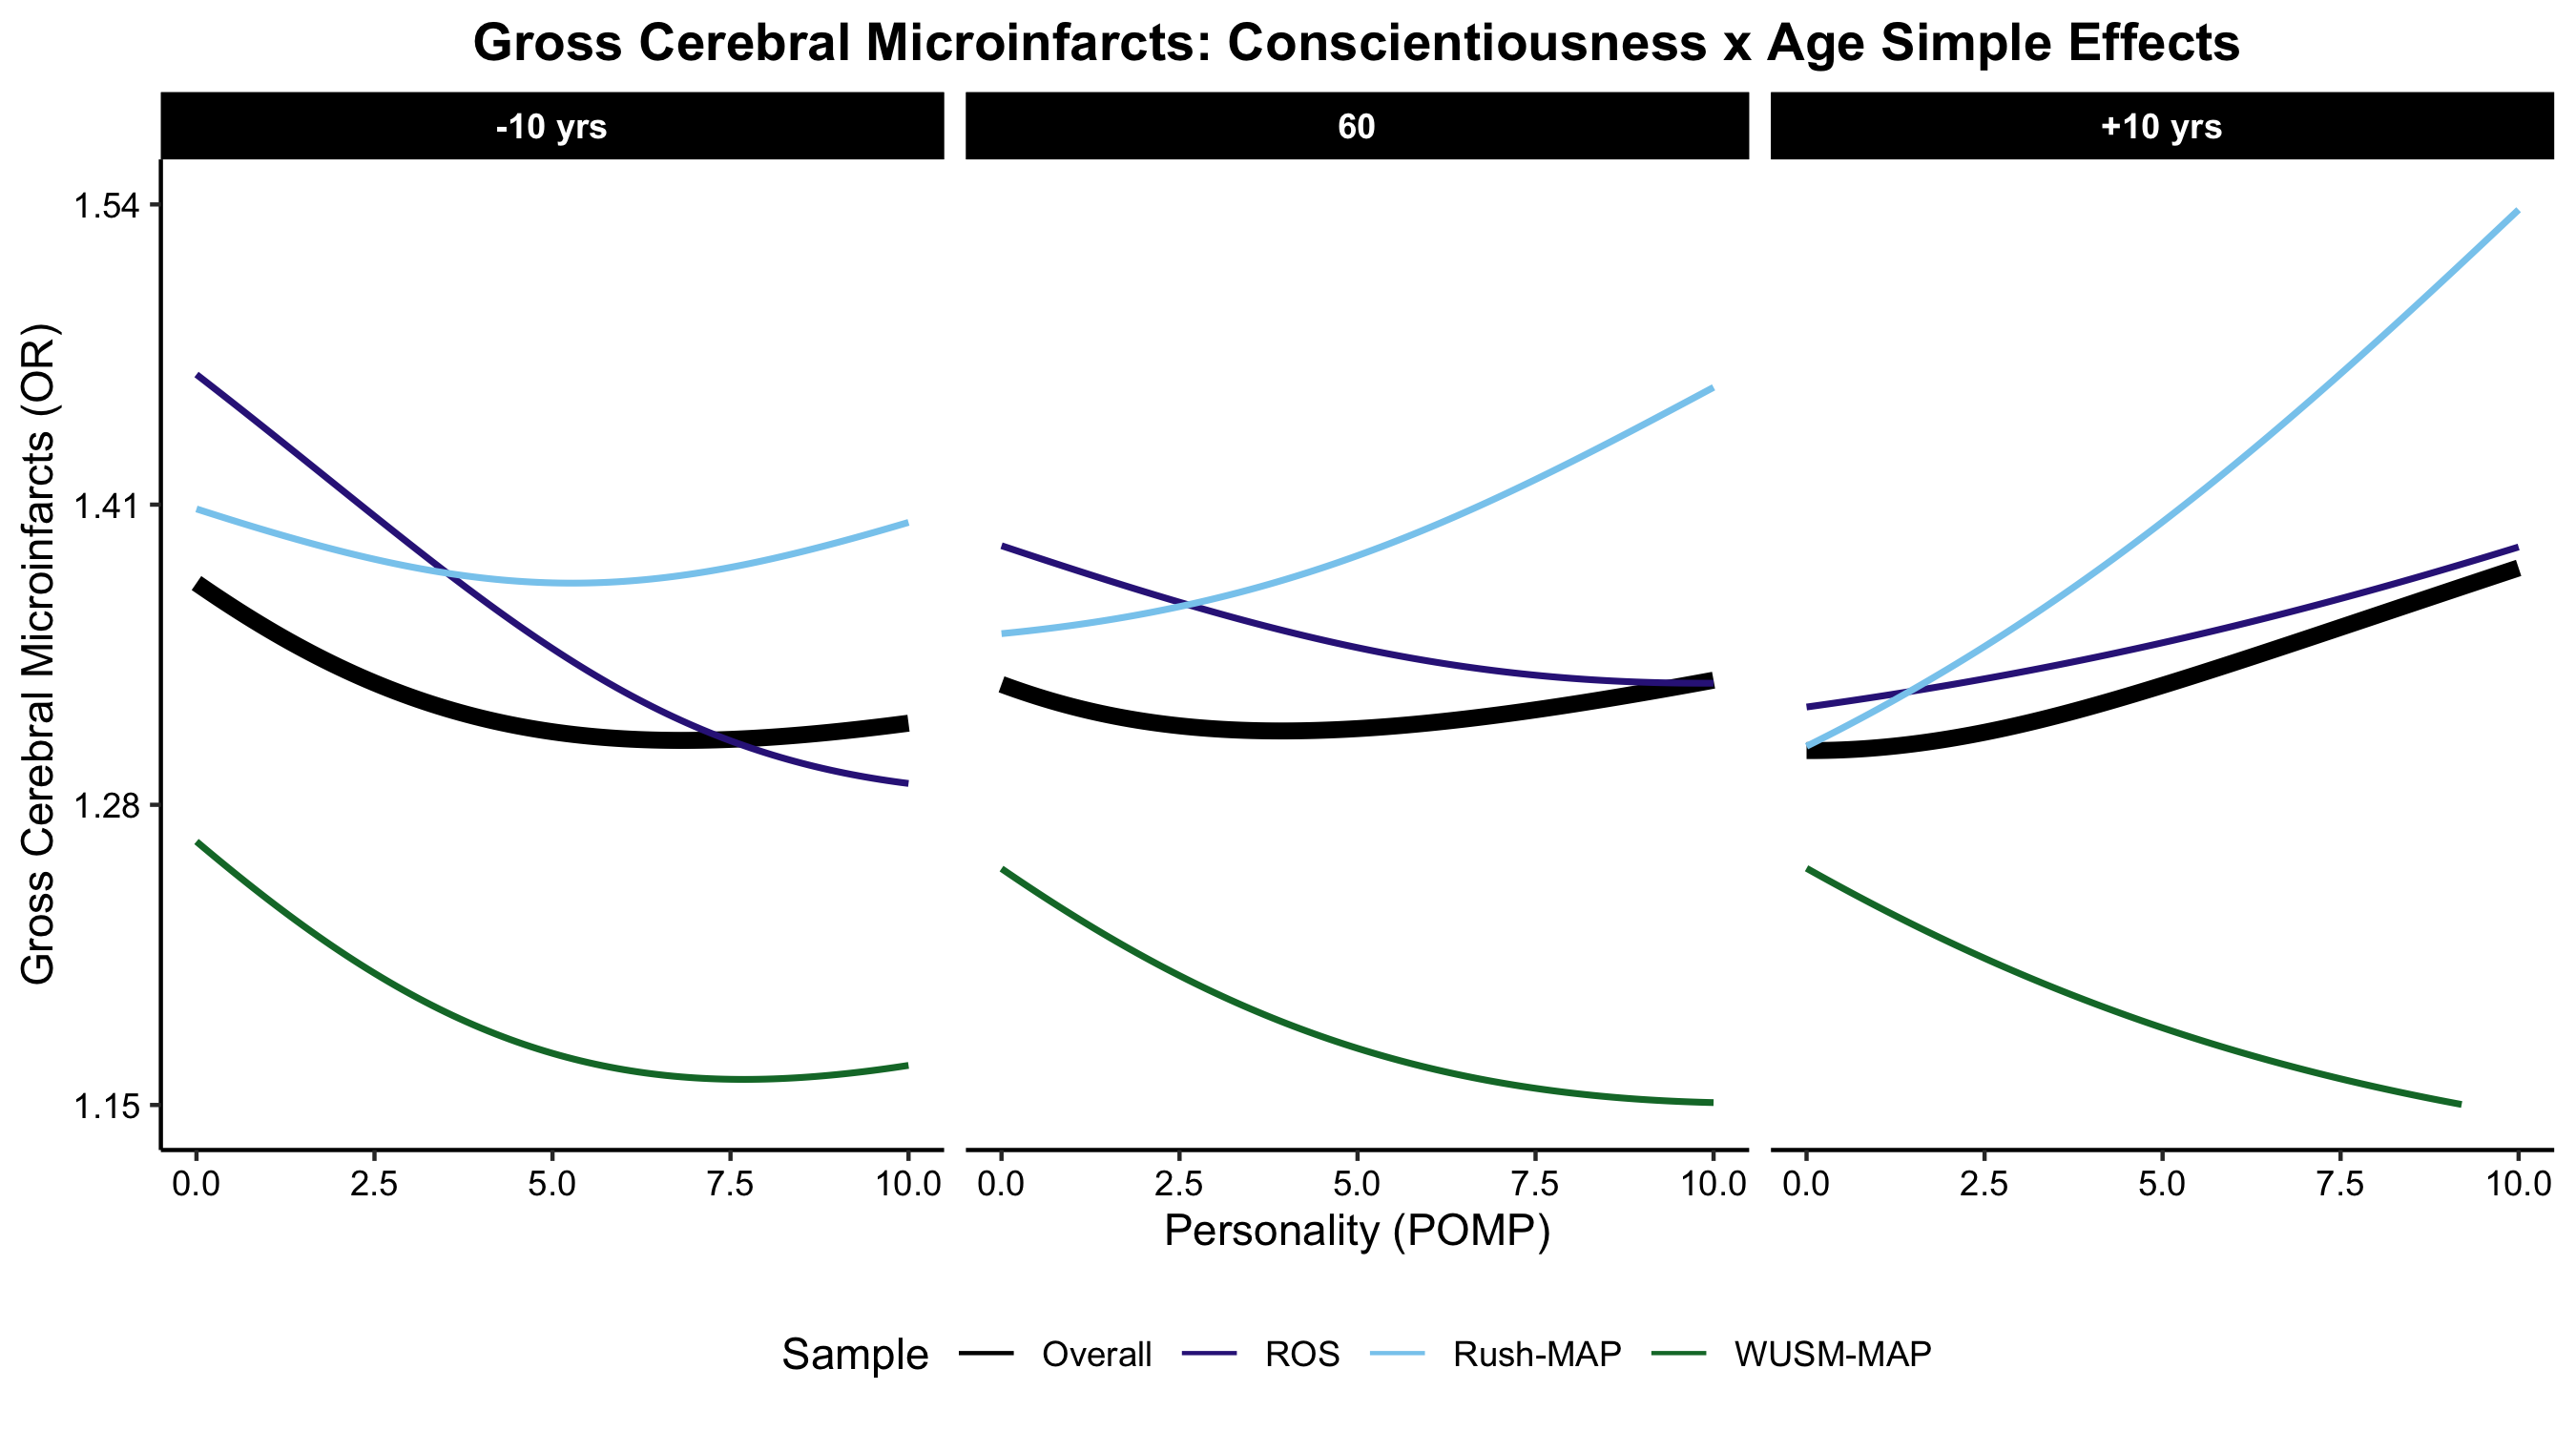 Gross Cerebral Microinfarcts: Conscientiousness x Age Simple Effects
-10 yrs 60 +10 yrs
Gross Cerebral Microinfarcts (OR)
1.54
1.41
1.28
1.15
0.0 2.5 5.0 7.5 10.0 0.0 2.5 5.0 7.5 10.0 0.0 2.5 5.0 7.5 10.0
Personality (POMP)
Sample Overall ROS Rush-MAP WUSM-MAP